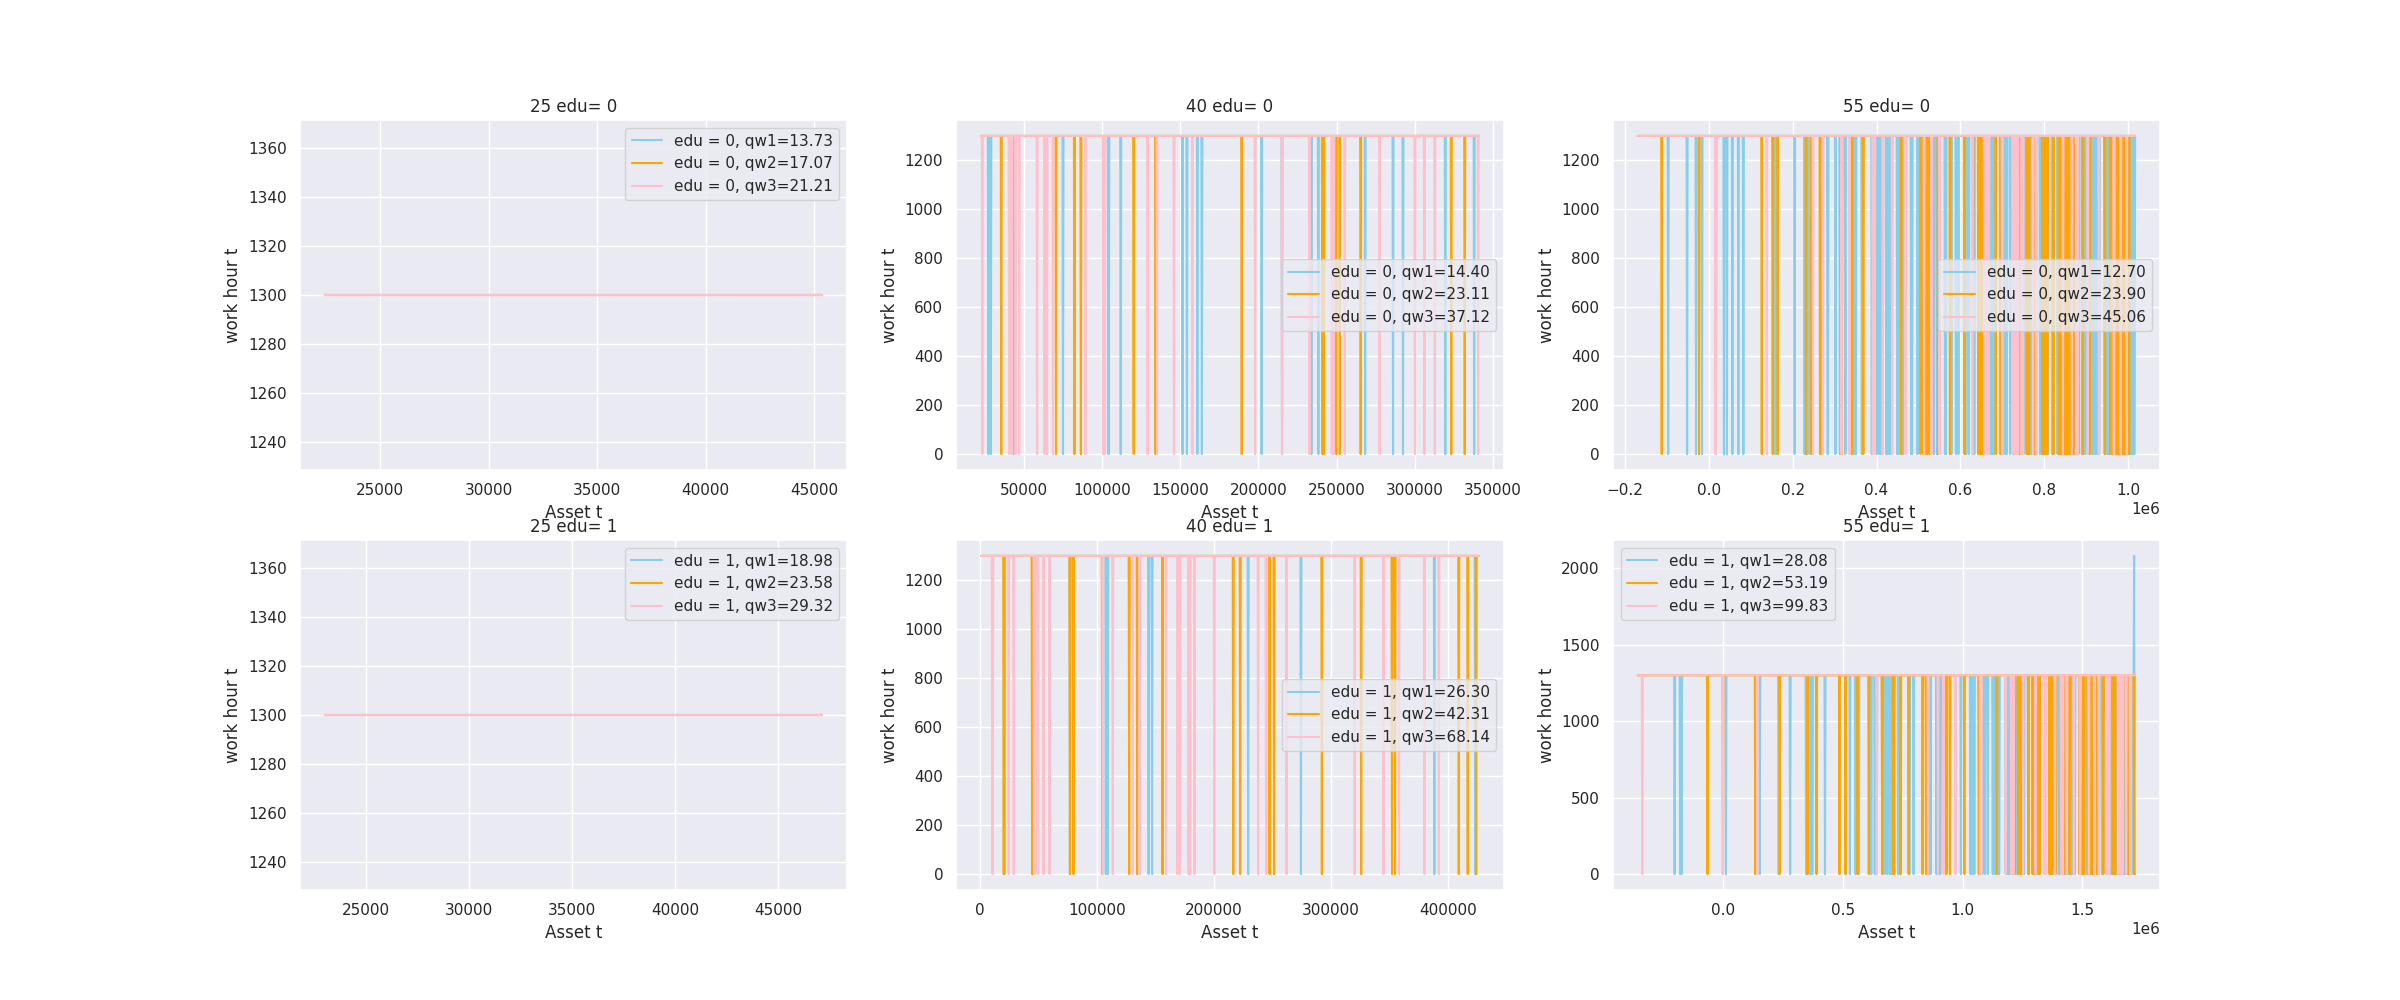 25 edu= 0
work hour t
1360
1340
1320
1300
1280
1260
1240
edu = 0, qw1=13.73
edu = 0, qw2=17.07
edu = 0, qw3=21.21
25000 30000 35000 40000 45000
Asset t
40 edu= 0
work hour t
1200
1000
800
600
400
200
0
edu = 0, qw1=14.40
edu = 0, qw2=23.11
edu = 0, qw3=37.12
50000 100000 150000 200000 250000 300000 350000
Asset t
55 edu= 0
work hour t
1200
1000
800
600
400
200
0
edu = 0, qw1=12.70
edu = 0, qw2=23.90
edu = 0, qw3=45.06
−0.2 0.0 0.2 0.4 0.6 0.8 1.0
1e6
Asset t
25 edu= 1
work hour t
1360
1340
1320
1300
1280
1260
1240
edu = 1, qw1=18.98
edu = 1, qw2=23.58
edu = 1, qw3=29.32
25000 30000 35000 40000 45000
Asset t
40 edu= 1
work hour t
1200
1000
800
600
400
200
0
edu = 1, qw1=26.30
edu = 1, qw2=42.31
edu = 1, qw3=68.14
0 100000 200000 300000 400000
Asset t
55 edu= 1
work hour t
2000
1500
1000
500
0
edu = 1, qw1=28.08
edu = 1, qw2=53.19
edu = 1, qw3=99.83
0.0 0.5 1.0 1.5
1e6
Asset t